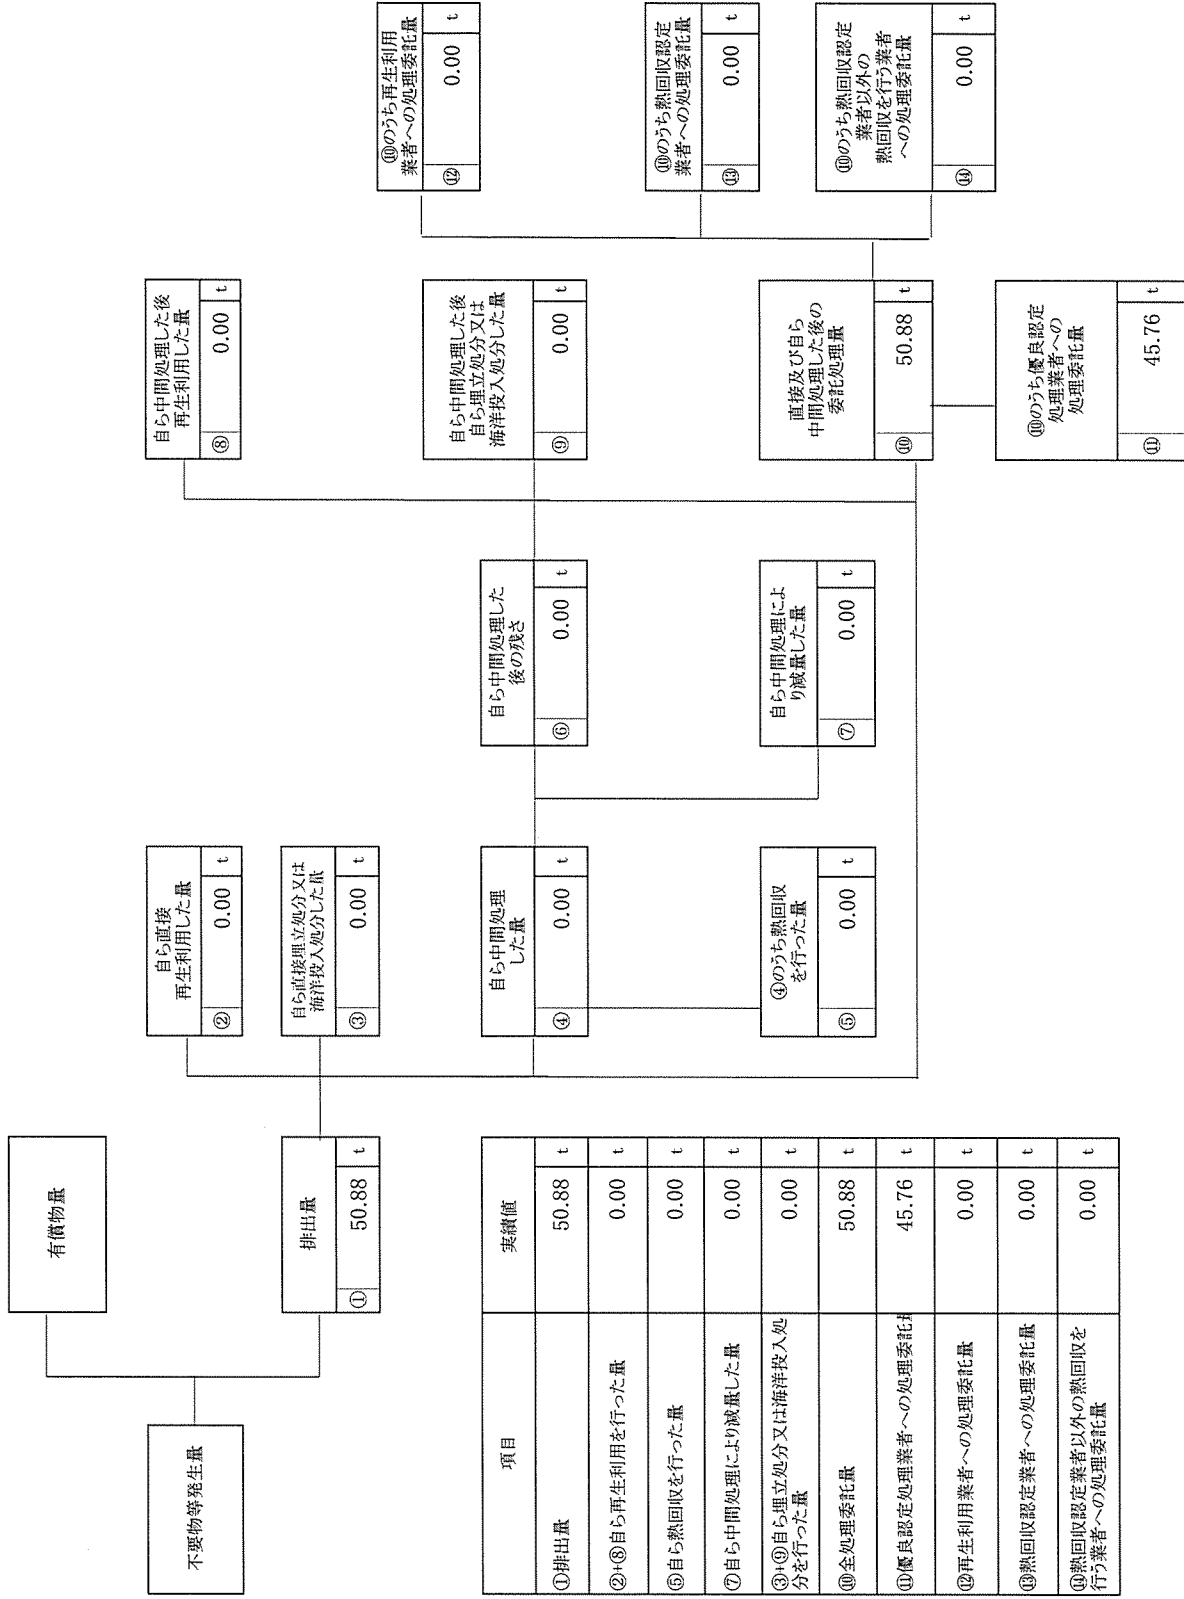 不要物等発生量
有償物量
排出量
① 50.88 t
自ら直接
再生利用した量
② 0.00 t
自ら直接埋立処分又は
海洋投入処分した量
③ 0.00 t
自ら中間処理
した量
④ 0.00 t
④のうち熱回収
を行った量
⑤ 0.00 t
自ら中間処理した
後の残さ
⑥ 0.00 t
自ら中間処理によ
り減量した量
⑦ 0.00 t
自ら中間処理した後
再生利用した量
⑧ 0.00 t
自ら中間処理した後
自ら埋立処分又は
海洋投入処分した量
⑨ 0.00 t
直接及び自ら
中間処理した後の
委託処理量
⑩ 50.88 t
⑩のうち優良認定
処理業者への
処理委託量
⑪ 45.76 t
⑩のうち再生利用
業者への処理委託量
⑫ 0.00 t
⑩のうち熱回収認定
業者への処理委託量
⑬ 0.00 t
⑩のうち熱回収認定
業者以外の
熱回収を行う業者
への処理委託量
⑭ 0.00 t
項目 実績値
①排出量 50.88 t
②+⑧自ら再生利用を行った量 0.00 t
⑤自ら熱回収を行った量 0.00 t
⑦自ら中間処理により減量した量 0.00 t
③+⑨自ら埋立処分又は海洋投入処
分を行った量 0.00 t
⑩全処理委託量 50.88 t
⑪優良認定処理業者への処理委託量 45.76 t
⑫再生利用業者への処理委託量 0.00 t
⑬熱回収認定業者への処理委託量 0.00 t
⑭熱回収認定業者以外の熱回収を
行う業者への処理委託量 0.00 t